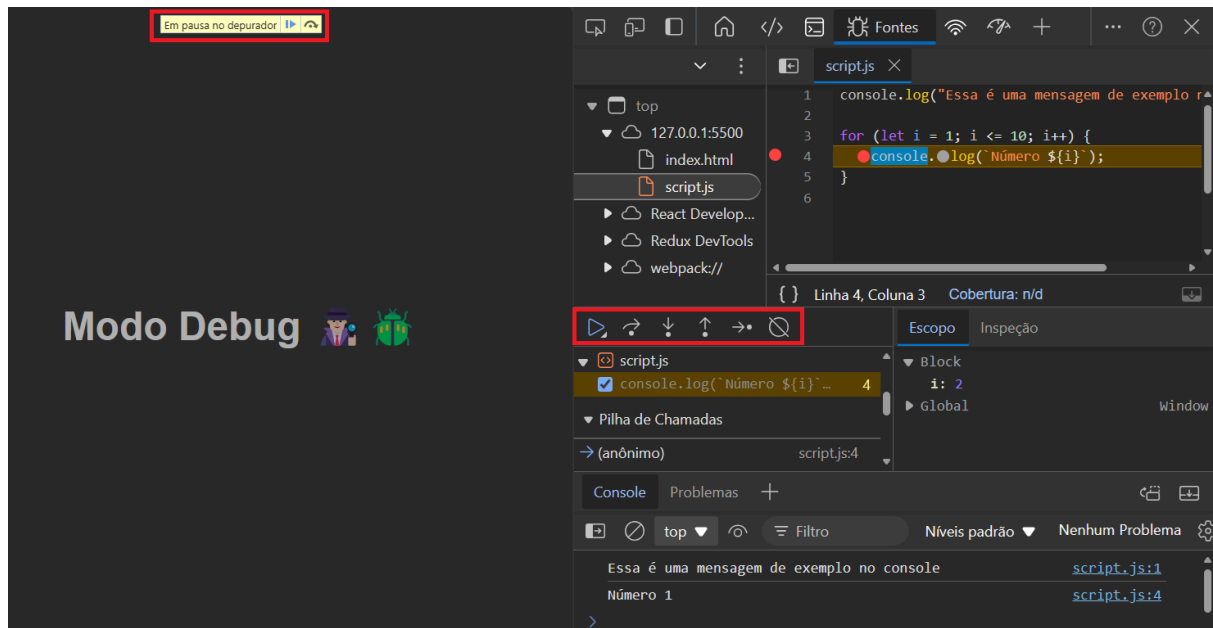 Em pausa no depurador
Modo Debug
Fontes
script.js
top
127.0.0.1:5500
index.html
script.js
React Develop...
Redux DevTools
webpack://
1 console.log("Essa é uma mensagem de exemplo r
2
3 for (let i = 1; i <= 10; i++) {
4 console.log(`Número ${i}`);
5 }
6
{ } Linha 4, Coluna 3 Cobertura: n/d
script.js
console.log(`Número ${i}`… 4
Pilha de Chamadas
(anônimo) script.js:4
Escopo Inspeção
Block
i: 2
Global Window
Console Problemas
top Filtro Níveis padrão Nenhum Problema
Essa é uma mensagem de exemplo no console script.js:1
Número 1 script.js:4